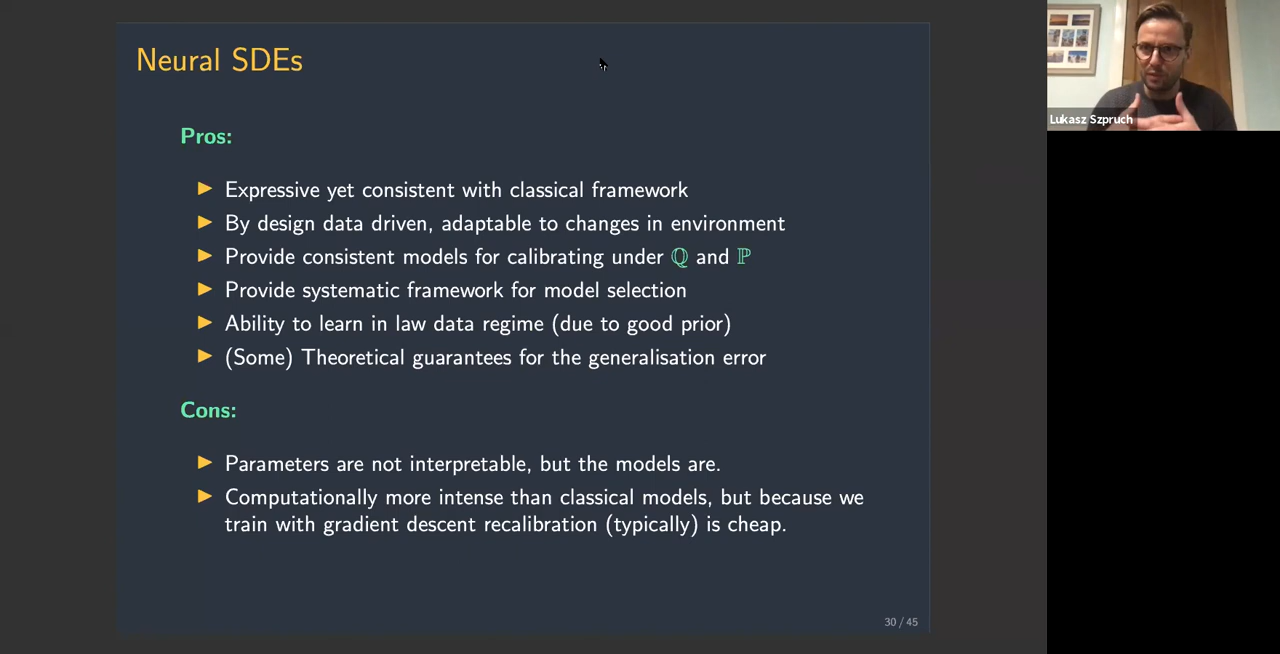 Neural SDEs
Lukasz Szpruch
Pros:
▶ Expressive yet consistent with classical framework
▶ By design data driven, adaptable to changes in environment
▶ Provide consistent models for calibrating under ℚ and ℙ
▶ Provide systematic framework for model selection
▶ Ability to learn in law data regime (due to good prior)
▶ (Some) Theoretical guarantees for the generalisation error
Cons:
▶ Parameters are not interpretable, but the models are.
▶ Computationally more intense than classical models, but because we
train with gradient descent recalibration (typically) is cheap.
30 / 45